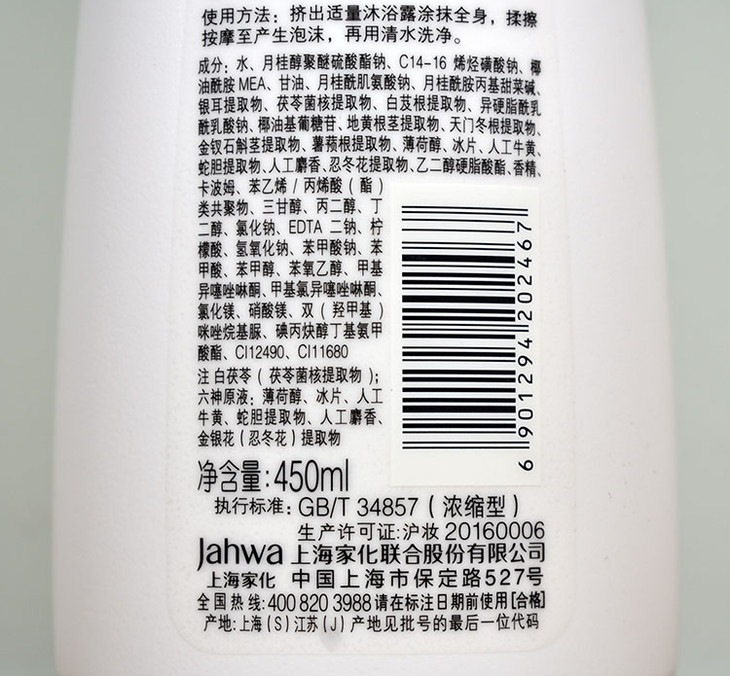 使用方法：挤出适量沐浴露涂抹全身，揉擦
按摩至产生泡沫，再用清水洗净。
成分：水、月桂醇聚醚硫酸酯钠、C14-16 烯烃磺酸钠、椰
油酰胺 MEA、甘油、月桂酰肌氨酸钠、月桂酰胺丙基甜菜碱、
银耳提取物、茯苓菌核提取物、白芨根提取物、异硬脂酰乳
酰乳酸钠、椰油基葡糖苷、地黄根茎提取物、天门冬根提取物、
金钗石斛茎提取物、薯蓣根提取物、薄荷醇、冰片、人工牛黄、
蛇胆提取物、人工麝香、忍冬花提取物、乙二醇硬脂酸酯、香精、
卡波姆、苯乙烯 / 丙烯酸（酯）
类共聚物、三甘醇、丙二醇、丁
二醇、氯化钠、EDTA 二钠、柠
檬酸、氢氧化钠、苯甲酸钠、苯
甲酸、苯甲醇、苯氧乙醇、甲基
异噻唑啉酮、甲基氯异噻唑啉酮、
氯化镁、硝酸镁、双（羟甲基）
咪唑烷基脲、碘丙炔醇丁基氨甲
酸酯、CI12490、CI11680
注 白茯苓（茯苓菌核提取物）；
六神原液：薄荷醇、冰片、人工
牛黄、蛇胆提取物、人工麝香、
金银花（忍冬花）提取物
6 901294 202467
净含量：450ml
执行标准：GB/T 34857（浓缩型）
生产许可证:沪妆 20160006
Jahwa 上海家化联合股份有限公司
上海家化 中国上海市保定路527号
全国热线:400 820 3988 请在标注日期前使用[合格]
产地:上海(S)江苏(J)产地见批号的最后一位代码